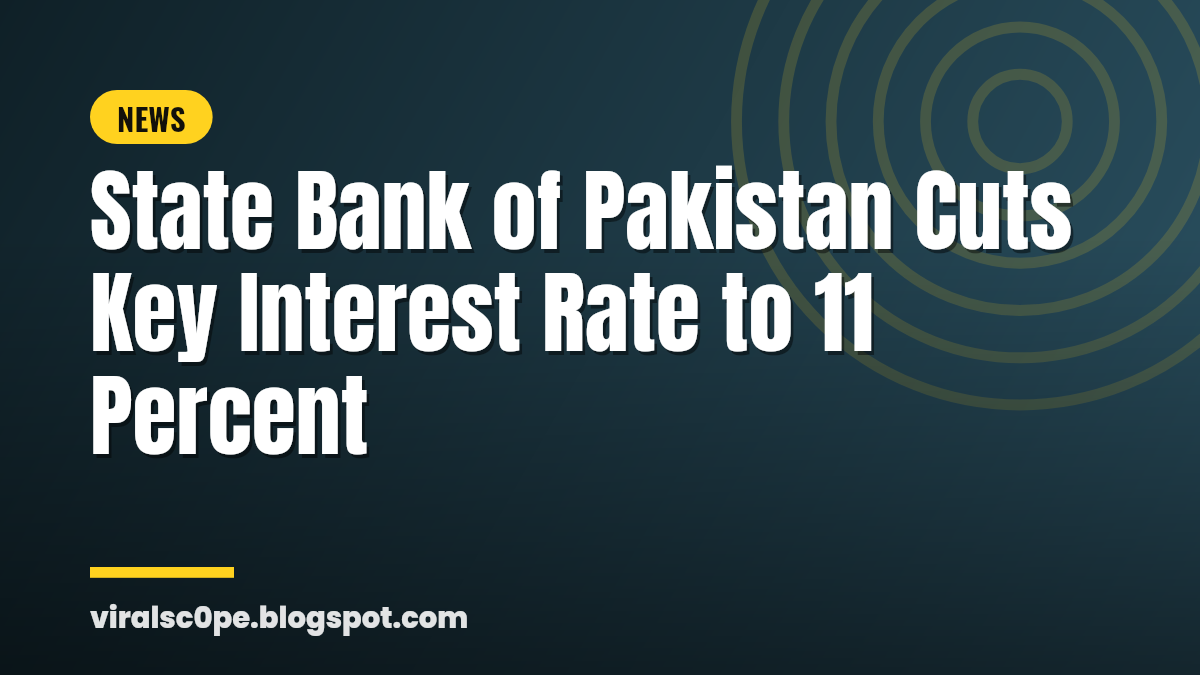 NEWS
State Bank of Pakistan Cuts
Key Interest Rate to 11
Percent
viralsc0pe.blogspot.com